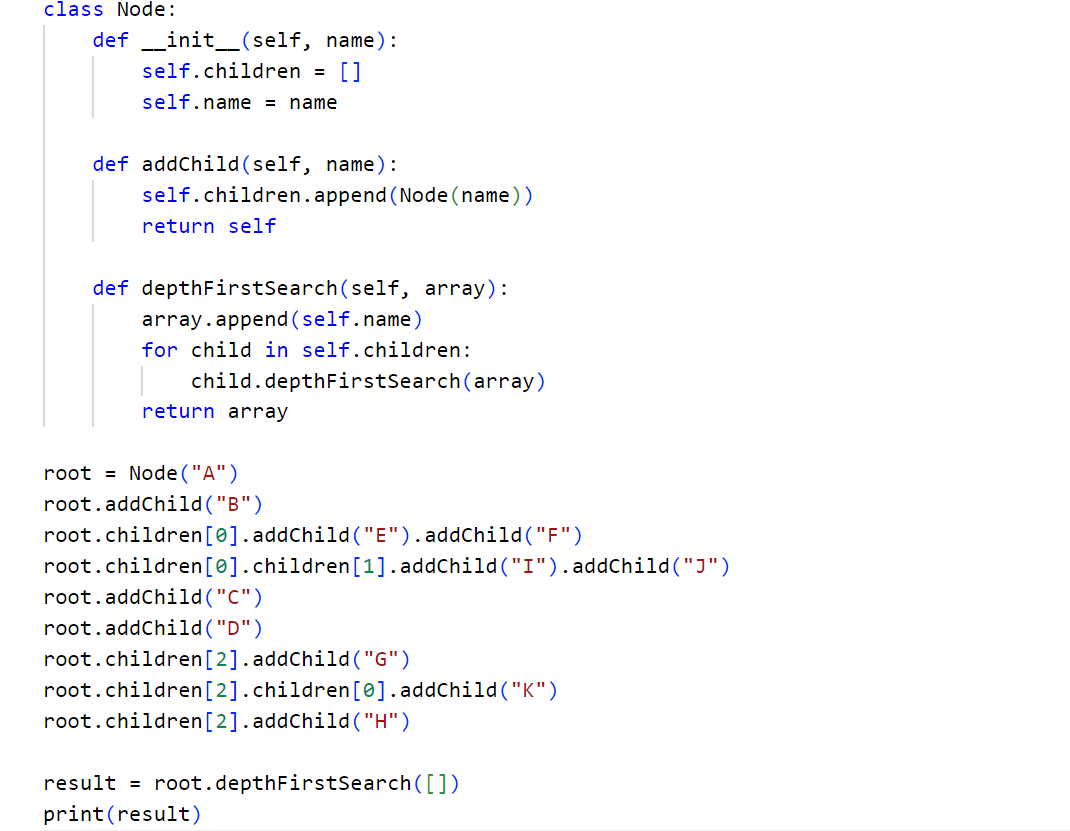 class Node:
    def __init__(self, name):
        self.children = []
        self.name = name

    def addChild(self, name):
        self.children.append(Node(name))
        return self

    def depthFirstSearch(self, array):
        array.append(self.name)
        for child in self.children:
            child.depthFirstSearch(array)
        return array

root = Node("A")
root.addChild("B")
root.children[0].addChild("E").addChild("F")
root.children[0].children[1].addChild("I").addChild("J")
root.addChild("C")
root.addChild("D")
root.children[2].addChild("G")
root.children[2].children[0].addChild("K")
root.children[2].addChild("H")

result = root.depthFirstSearch([])
print(result)